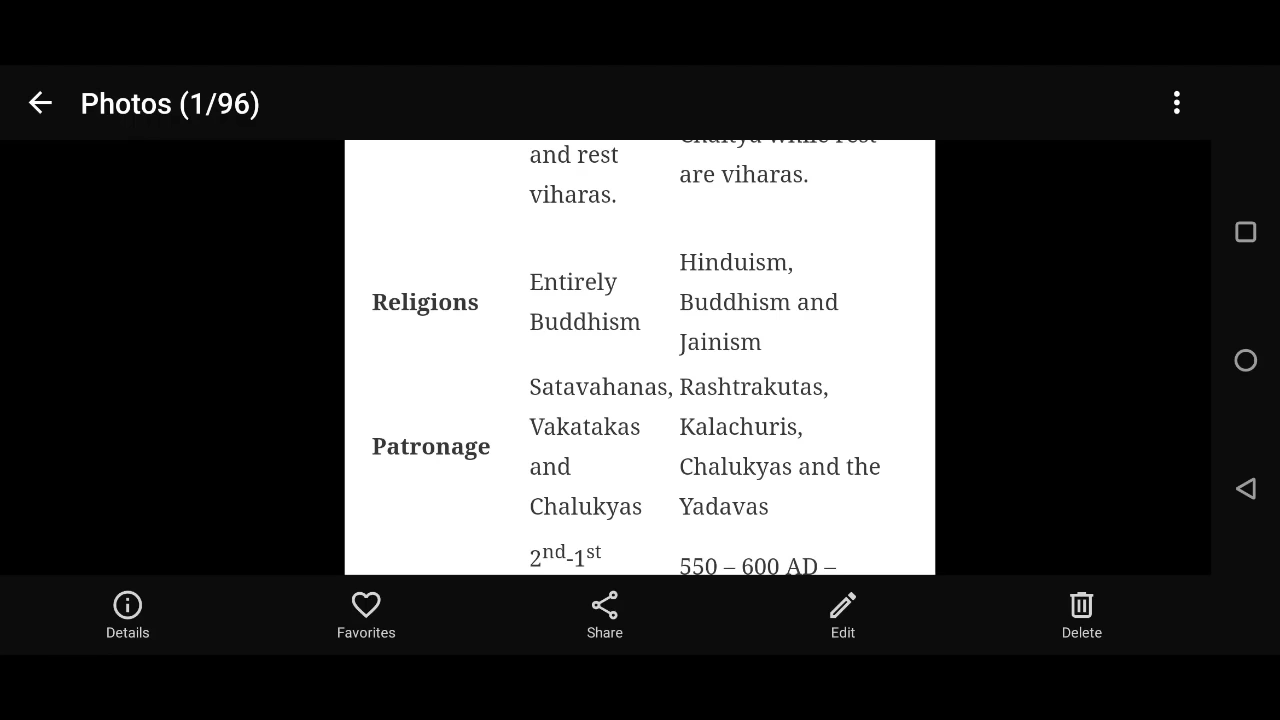 Photos (1/96)
and rest
viharas.
are viharas.
Religions
Entirely
Buddhism
Hinduism,
Buddhism and
Jainism
Patronage
Satavahanas,
Vakatakas
and
Chalukyas
Rashtrakutas,
Kalachuris,
Chalukyas and the
Yadavas
2nd-1st
550 – 600 AD –
Details
Favorites
Share
Edit
Delete